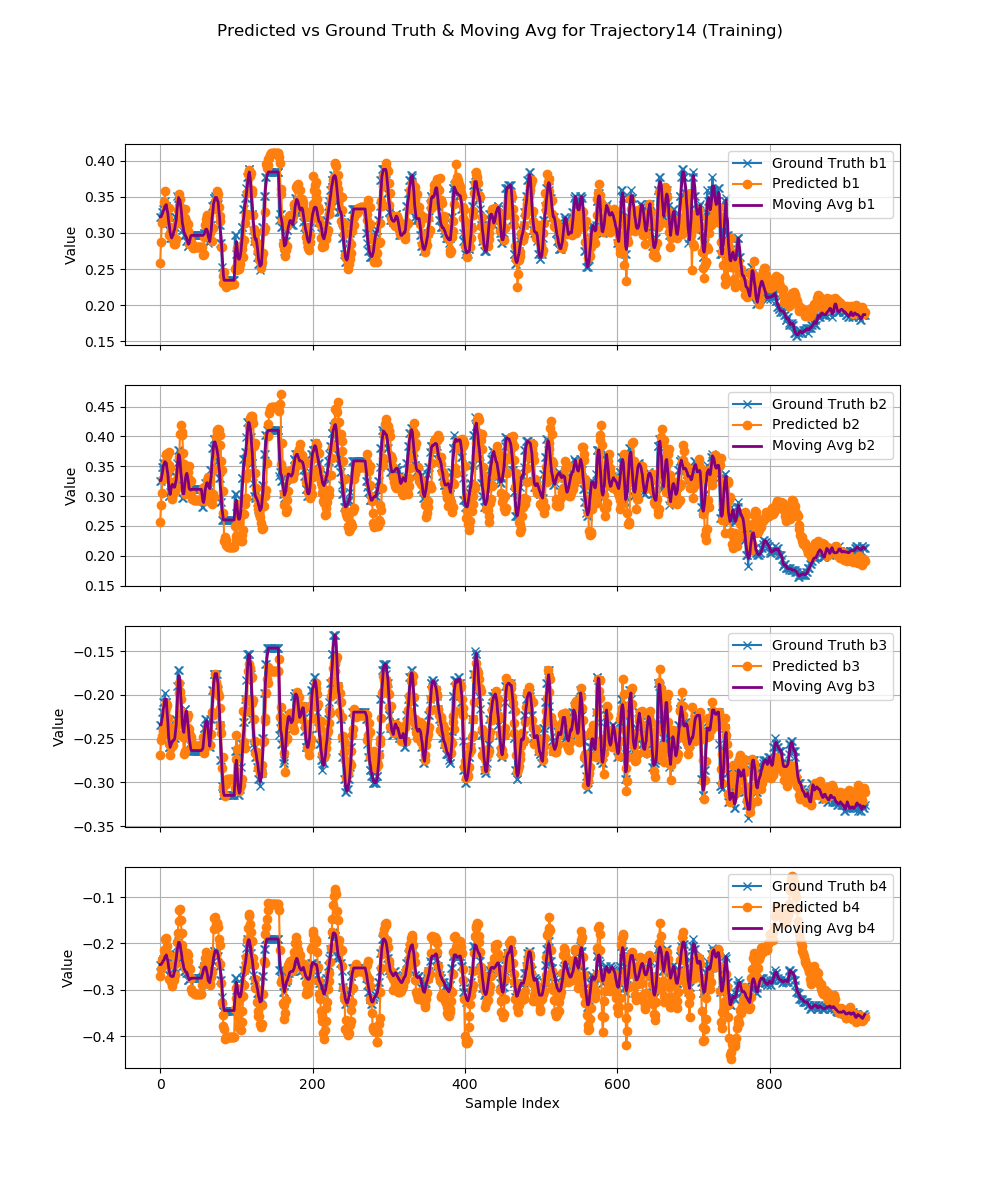 Predicted vs Ground Truth & Moving Avg for Trajectory14 (Training)
0.40
0.35
0.30
0.25
0.20
0.15
Value
Ground Truth b1
Predicted b1
Moving Avg b1
0.45
0.40
0.35
0.30
0.25
0.20
0.15
Value
Ground Truth b2
Predicted b2
Moving Avg b2
−0.15
−0.20
−0.25
−0.30
−0.35
Value
Ground Truth b3
Predicted b3
Moving Avg b3
−0.1
−0.2
−0.3
−0.4
Value
Ground Truth b4
Predicted b4
Moving Avg b4
0 200 400 600 800
Sample Index